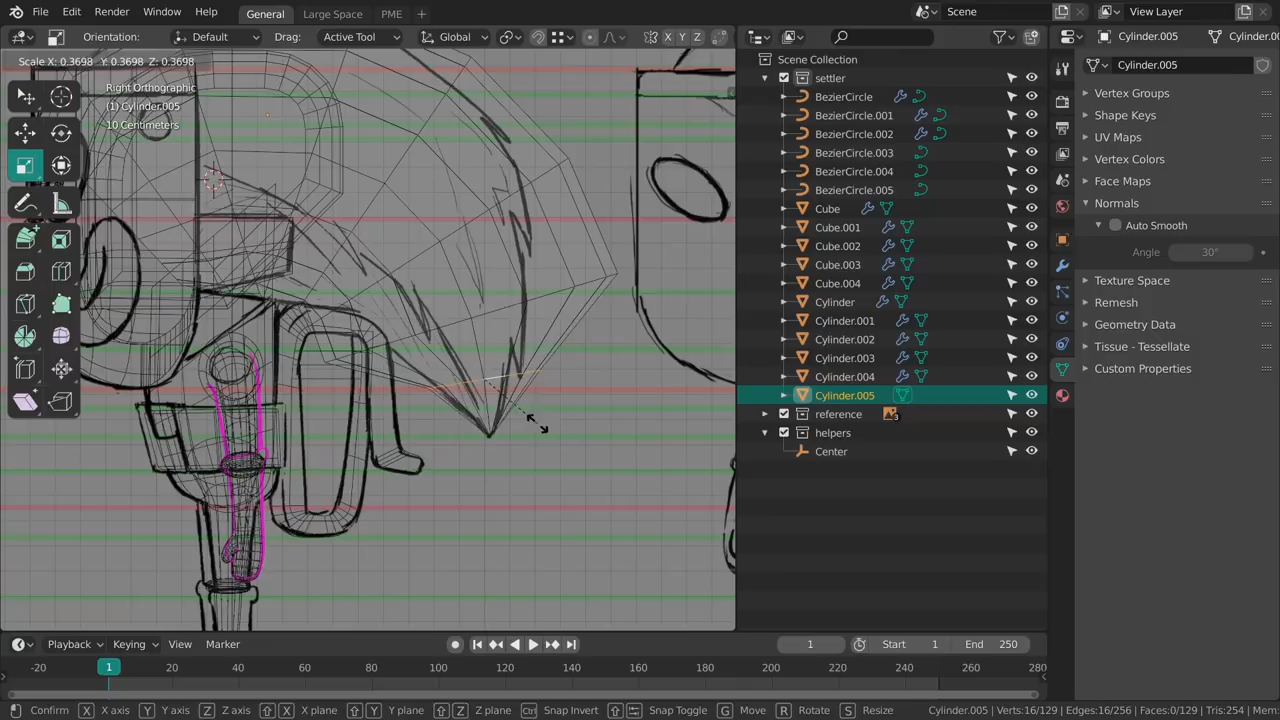 File Edit Render Window Help General Large Space PME + Scene View Layer
Orientation: Default Drag: Active Tool Global X Y Z Cylinder.005 Cylinder.00
Scale X: 0.3698 Y: 0.3698 Z: 0.3698
Right Orthographic
(1) Cylinder.005
10 Centimeters
Scene Collection
settler
BezierCircle
BezierCircle.001
BezierCircle.002
BezierCircle.003
BezierCircle.004
BezierCircle.005
Cube
Cube.001
Cube.002
Cube.003
Cube.004
Cylinder
Cylinder.001
Cylinder.002
Cylinder.003
Cylinder.004
Cylinder.005
reference 3
helpers
Center
Cylinder.005
Vertex Groups
Shape Keys
UV Maps
Vertex Colors
Face Maps
Normals
Auto Smooth
Angle 30°
Texture Space
Remesh
Geometry Data
Tissue - Tessellate
Custom Properties
Playback Keying View Marker 1 Start 1 End 250
-20 1 20 40 60 80 100 120 140 160 180 200 220 240 260 280
Confirm X X axis Y Y axis Z Z axis X X plane Y Y plane Z Z plane Ctrl Snap Invert Snap Toggle G Move R Rotate S Resize Cylinder.005 | Verts:16/129 | Edges:16/256 | Faces:0/129 | Tris:254 | Mem: